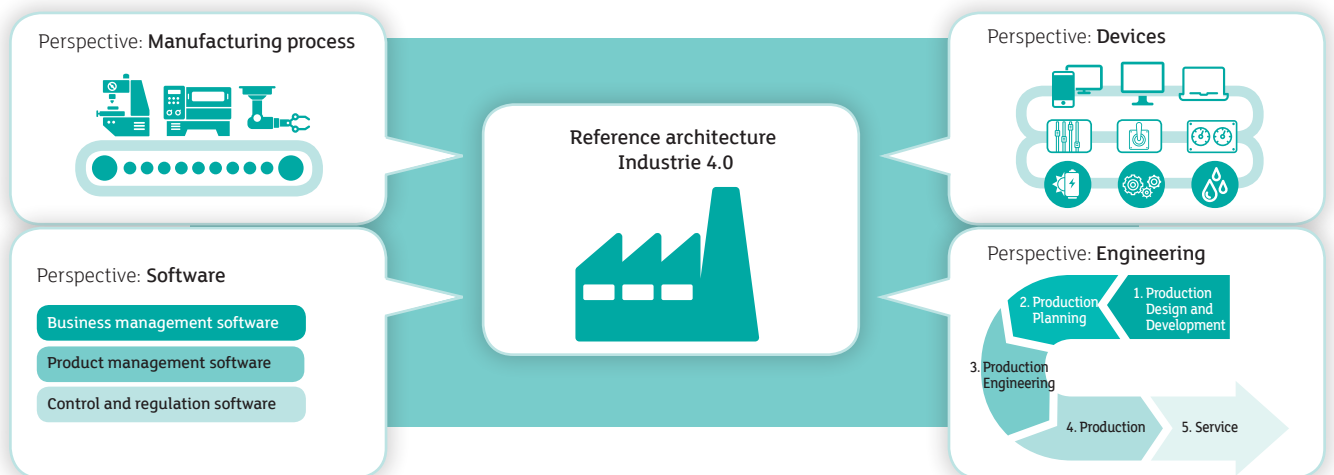 Perspective: Manufacturing process
Perspective: Software
Business management software
Product management software
Control and regulation software
Reference architecture
Industrie 4.0
Perspective: Devices
Perspective: Engineering
1. Production
Design and
Development
2. Production
Planning
3. Production
Engineering
4. Production
5. Service